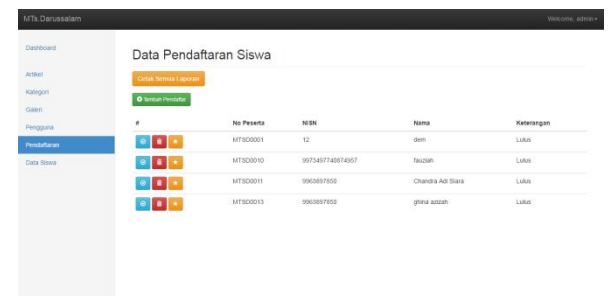 MTs.Darussalam
Welcome, admin
Dashboard
Artikel
Kategori
Galeri
Pengguna
Pendaftaran
Data Siswa
Data Pendaftaran Siswa
Cetak Semua Laporan
Tambah Pendaftar
# No Peserta NISN Nama Keterangan
MTSD0001 12 dem Lulus
MTSD0010 9973497740874957 fauziah Lulus
MTSD0011 9963897850 Chandra Adi Siara Lulus
MTSD0013 9963897850 ghina azizah Lulus